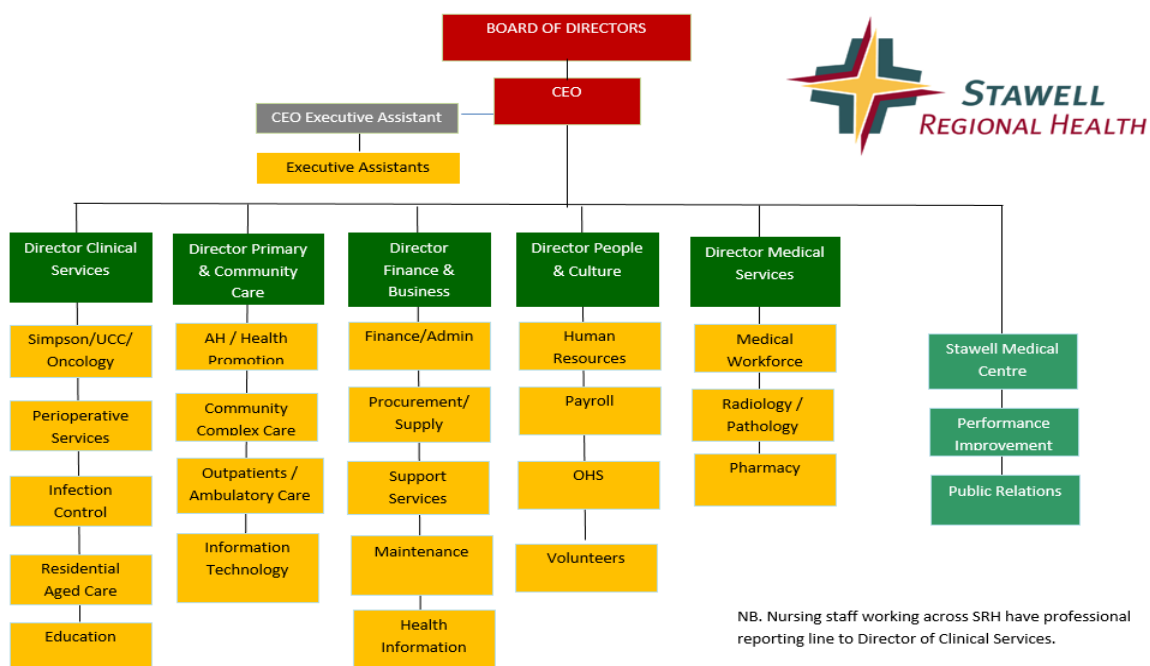 BOARD OF DIRECTORS
CEO
CEO Executive Assistant
Executive Assistants
STAWELL
REGIONAL HEALTH
Director Clinical
Services
Simpson/UCC/
Oncology
Perioperative
Services
Infection
Control
Residential
Aged Care
Education
Director Primary
& Community
Care
AH / Health
Promotion
Community
Complex Care
Outpatients /
Ambulatory Care
Information
Technology
Director
Finance &
Business
Finance/Admin
Procurement/
Supply
Support
Services
Maintenance
Health
Information
Director People
& Culture
Human
Resources
Payroll
OHS
Volunteers
Director Medical
Services
Medical
Workforce
Radiology /
Pathology
Pharmacy
Stawell Medical
Centre
Performance
Improvement
Public Relations
NB. Nursing staff working across SRH have professional
reporting line to Director of Clinical Services.